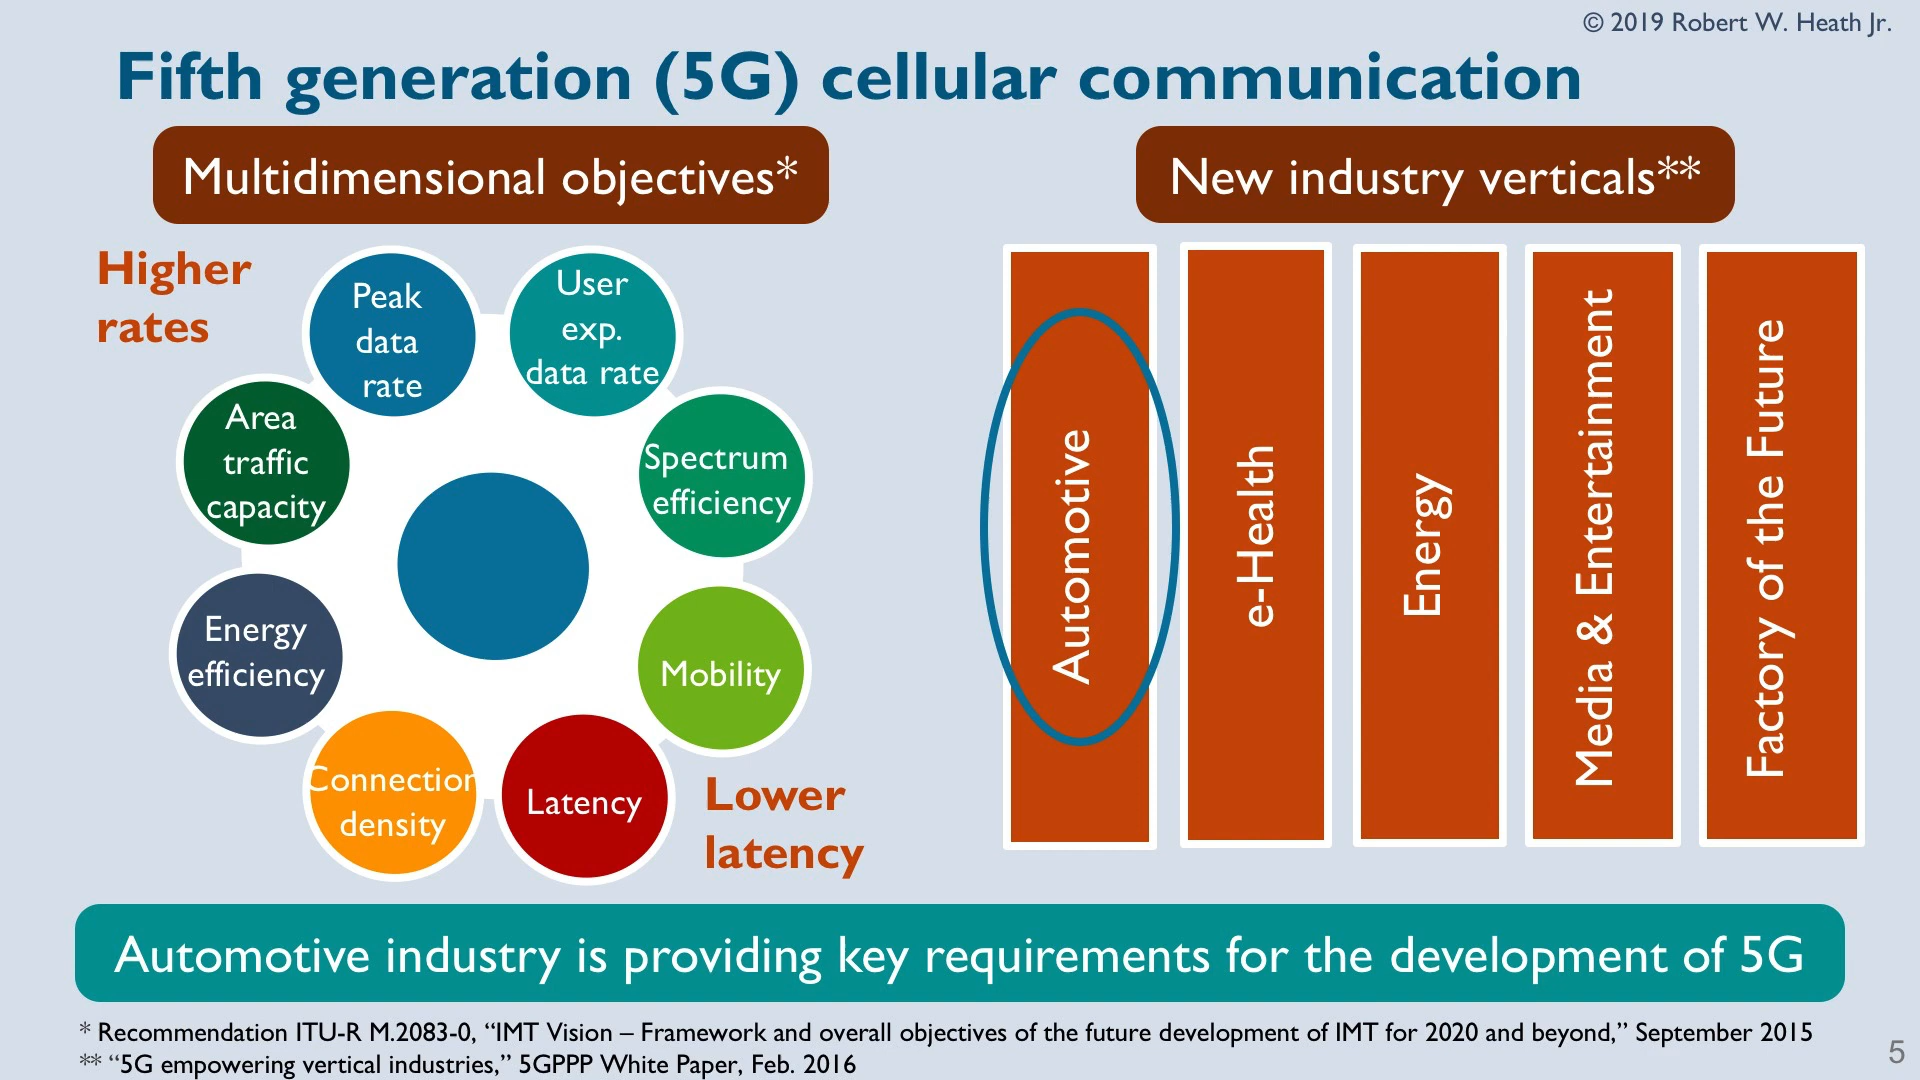 © 2019 Robert W. Heath Jr.
Fifth generation (5G) cellular communication
Multidimensional objectives*
New industry verticals**
Higher
rates
Peak
data
rate
User
exp.
data rate
Area
traffic
capacity
Spectrum
efficiency
Energy
efficiency
Mobility
Connection
density
Latency
Lower
latency
Automotive
e-Health
Energy
Media & Entertainment
Factory of the Future
Automotive industry is providing key requirements for the development of 5G
* Recommendation ITU-R M.2083-0, “IMT Vision – Framework and overall objectives of the future development of IMT for 2020 and beyond,” September 2015
** “5G empowering vertical industries,” 5GPPP White Paper, Feb. 2016
5